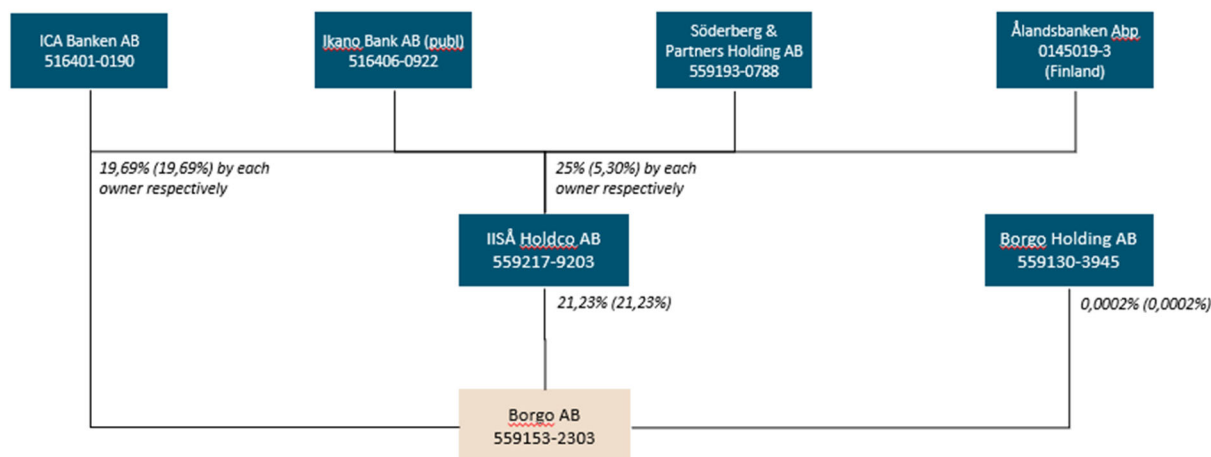 ICA Banken AB
516401-0190
Ikano Bank AB (publ)
516406-0922
Söderberg &
Partners Holding AB
559193-0788
Ålandsbanken Abp
0145019-3
(Finland)
19,69% (19,69%) by each
owner respectively
25% (5,30%) by each
owner respectively
IISÅ Holdco AB
559217-9203
Borgo Holding AB
559130-3945
21,23% (21,23%)
0,0002% (0,0002%)
Borgo AB
559153-2303